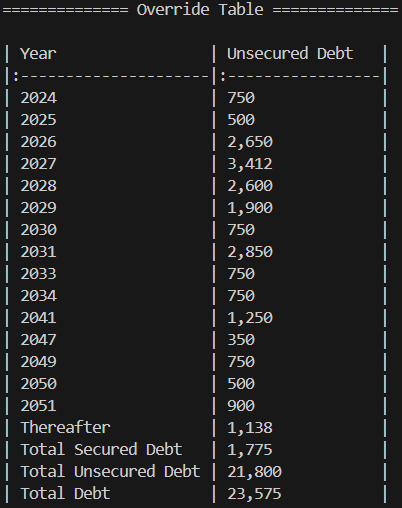 ============== Override Table ==============
| Year | Unsecured Debt |
|:---------------------|:-----------------|
| 2024 | 750 |
| 2025 | 500 |
| 2026 | 2,650 |
| 2027 | 3,412 |
| 2028 | 2,600 |
| 2029 | 1,900 |
| 2030 | 750 |
| 2031 | 2,850 |
| 2033 | 750 |
| 2034 | 750 |
| 2041 | 1,250 |
| 2047 | 350 |
| 2049 | 750 |
| 2050 | 500 |
| 2051 | 900 |
| Thereafter | 1,138 |
| Total Secured Debt | 1,775 |
| Total Unsecured Debt | 21,800 |
| Total Debt | 23,575 |